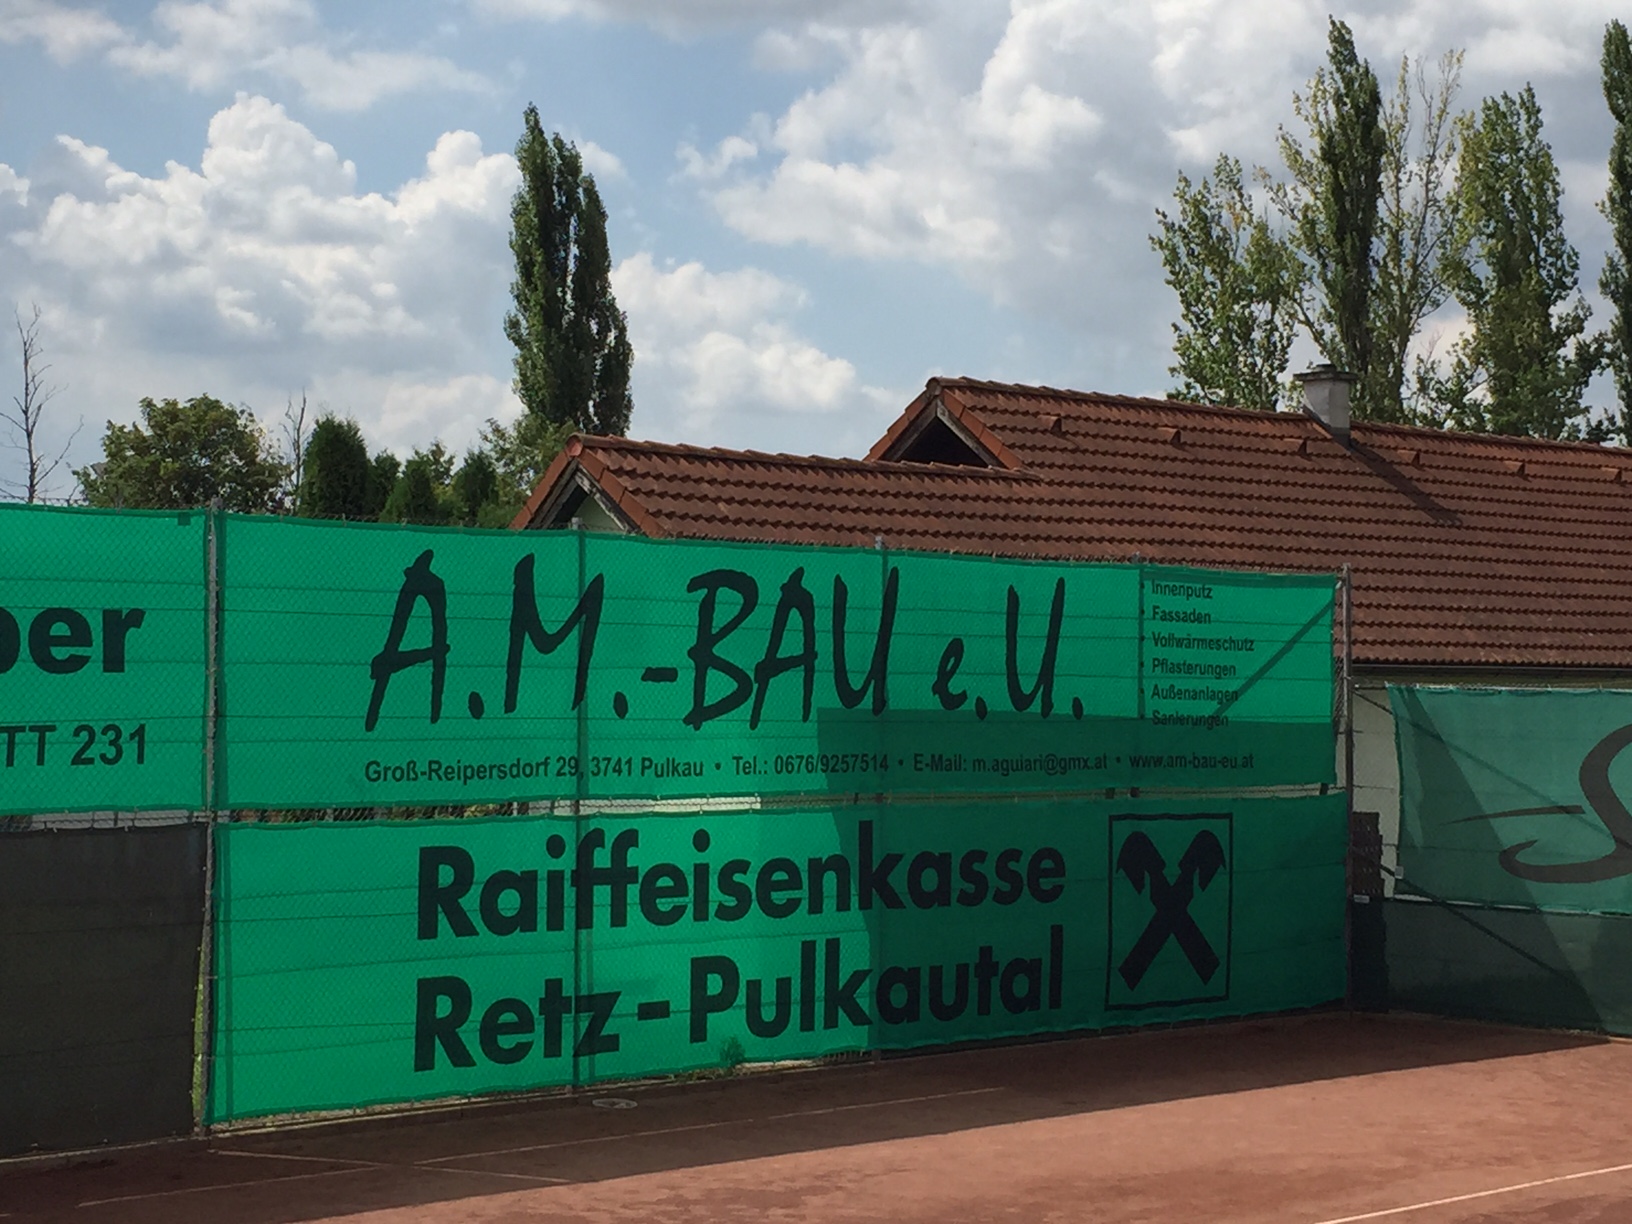 ber
TT 231
A.M.-BAU e.U.
Innenputz
Fassaden
Vollwärmeschutz
Pflasterungen
Außenanlagen
Sanierungen
Groß-Reipersdorf 29, 3741 Pulkau • Tel.: 0676/9257514 • E-Mail: m.aguiari@gmx.at • www.am-bau-eu.at
Raiffeisenkasse
Retz-Pulkautal
S